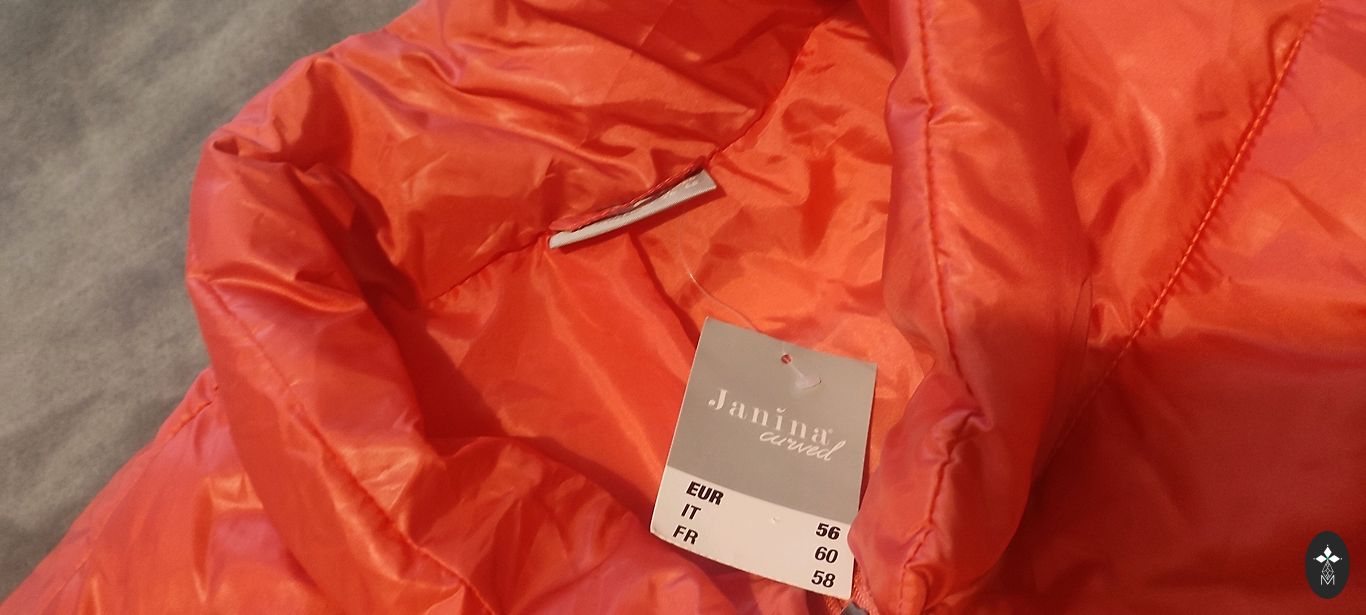 Janina®
curved
EUR 56
IT 60
FR 58
M